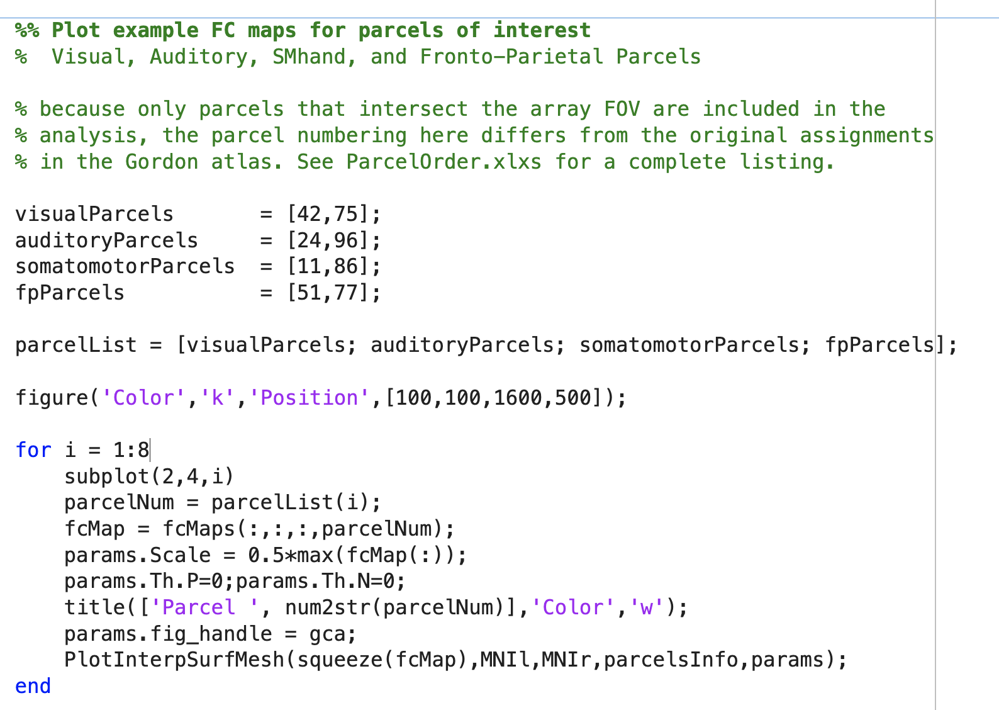 %% Plot example FC maps for parcels of interest
%  Visual, Auditory, SMhand, and Fronto-Parietal Parcels
% because only parcels that intersect the array FOV are included in the
% analysis, the parcel numbering here differs from the original assignments
% in the Gordon atlas. See ParcelOrder.xlxs for a complete listing.
visualParcels       = [42,75];
auditoryParcels     = [24,96];
somatomotorParcels  = [11,86];
fpParcels           = [51,77];
parcelList = [visualParcels; auditoryParcels; somatomotorParcels; fpParcels];
figure('Color','k','Position',[100,100,1600,500]);
for i = 1:8
    subplot(2,4,i)
    parcelNum = parcelList(i);
    fcMap = fcMaps(:,:,:,parcelNum);
    params.Scale = 0.5*max(fcMap(:));
    params.Th.P=0;params.Th.N=0;
    title(['Parcel ', num2str(parcelNum)],'Color','w');
    params.fig_handle = gca;
    PlotInterpSurfMesh(squeeze(fcMap),MNIl,MNIr,parcelsInfo,params);
end